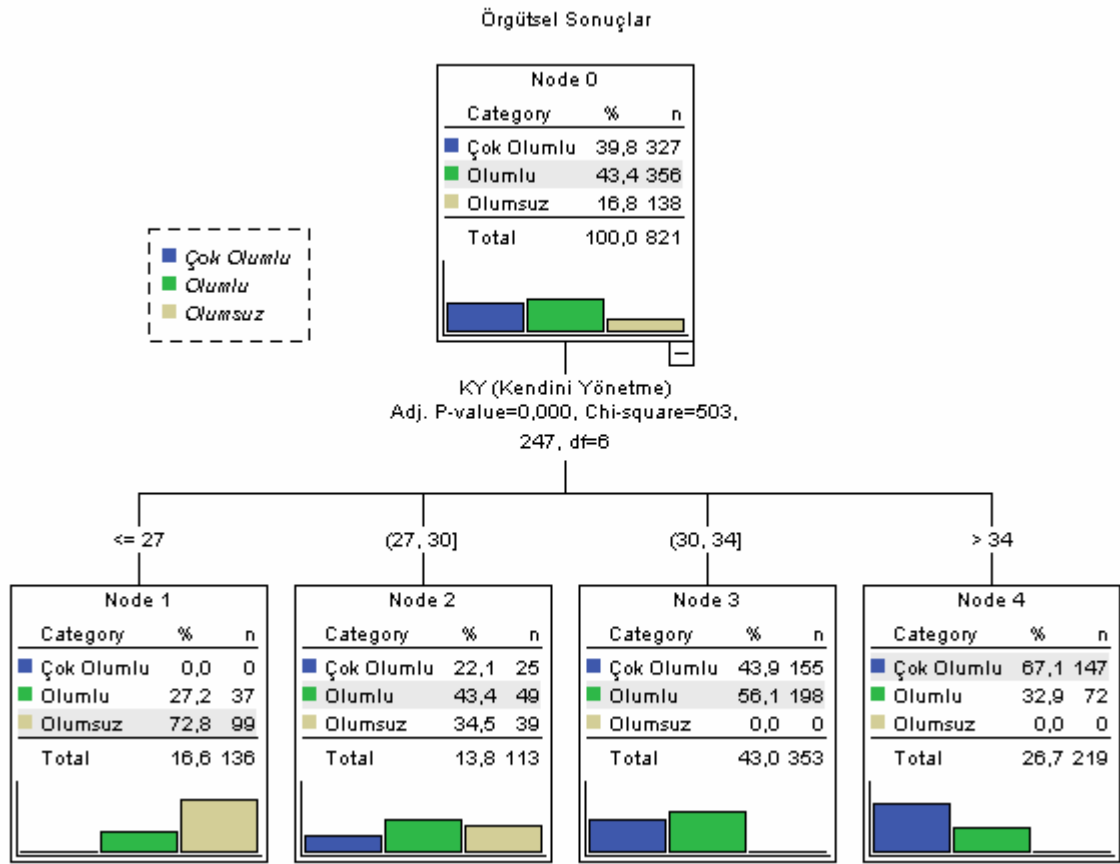 Örgütsel Sonuçlar
Node 0
Category % n
Çok Olumlu 39,8 327
Olumlu 43,4 356
Olumsuz 16,8 138
Total 100,0 821
Çok Olumlu
Olumlu
Olumsuz
KY (Kendini Yönetme)
Adj. P-value=0,000, Chi-square=503,
247, df=6
<= 27
(27, 30]
(30, 34]
> 34
Node 1
Category % n
Çok Olumlu 0,0 0
Olumlu 27,2 37
Olumsuz 72,8 99
Total 16,6 136
Node 2
Category % n
Çok Olumlu 22,1 25
Olumlu 43,4 49
Olumsuz 34,5 39
Total 13,8 113
Node 3
Category % n
Çok Olumlu 43,9 155
Olumlu 56,1 198
Olumsuz 0,0 0
Total 43,0 353
Node 4
Category % n
Çok Olumlu 67,1 147
Olumlu 32,9 72
Olumsuz 0,0 0
Total 26,7 219